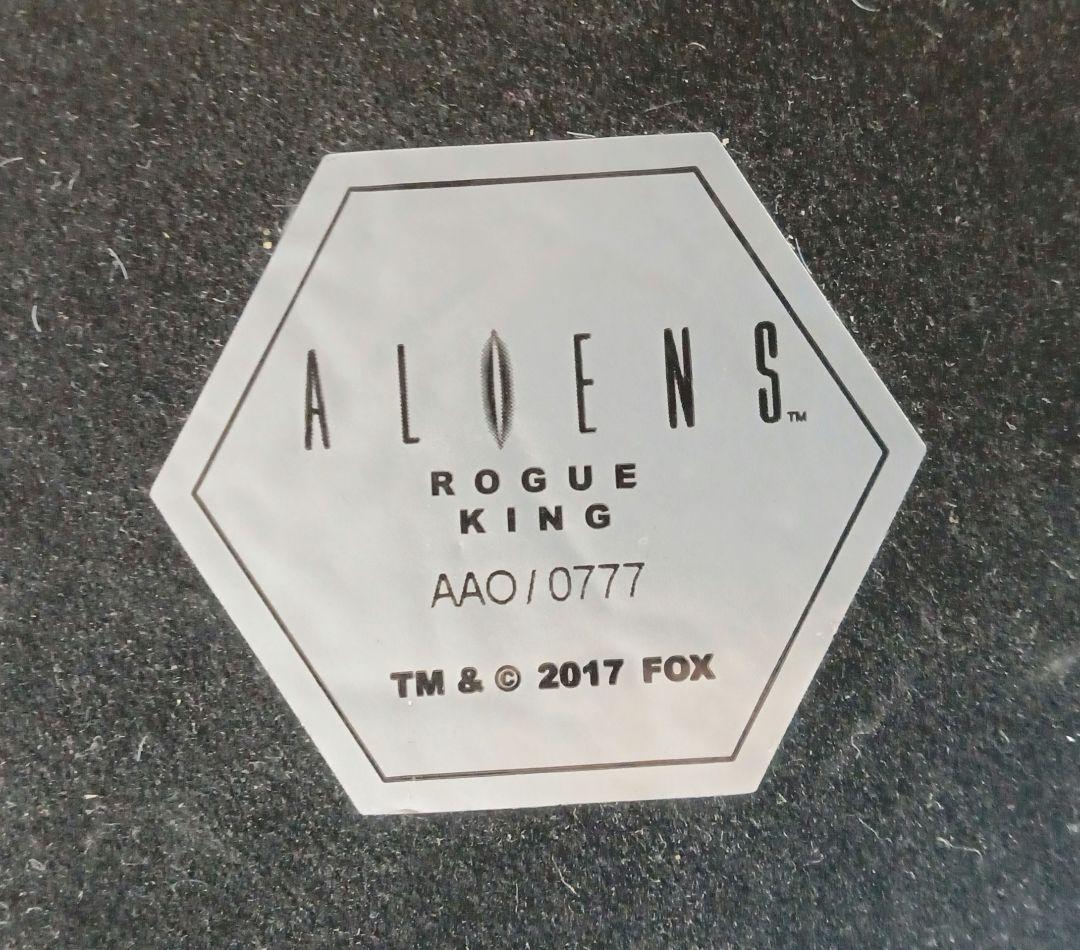 ALIENS™
ROGUE
KING
AAO/0777
TM & © 2017 FOX